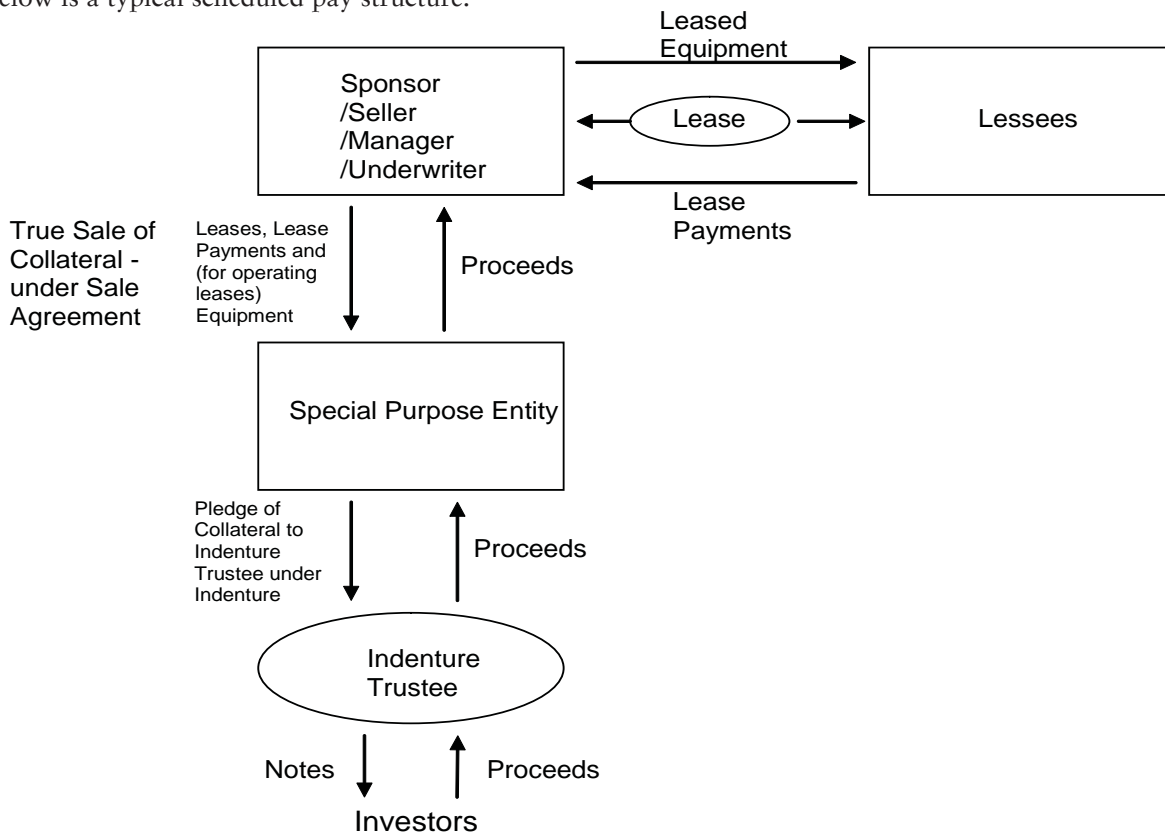 below is a typical scheduled pay structure.
Leased
Equipment
Sponsor
/Seller
/Manager
/Underwriter
Lease
Lessees
Lease
Payments
True Sale of
Collateral -
under Sale
Agreement
Leases, Lease
Payments and
(for operating
leases)
Equipment
Proceeds
Special Purpose Entity
Pledge of
Collateral to
Indenture
Trustee under
Indenture
Proceeds
Indenture
Trustee
Notes
Proceeds
Investors